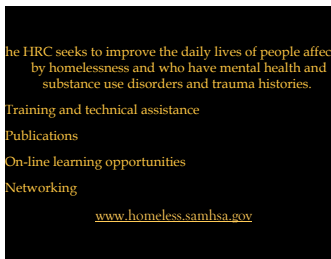 he HRC seeks to improve the daily lives of people affec
by homelessness and who have mental health and
substance use disorders and trauma histories.
Training and technical assistance
Publications
On-line learning opportunities
Networking
www.homeless.samhsa.gov